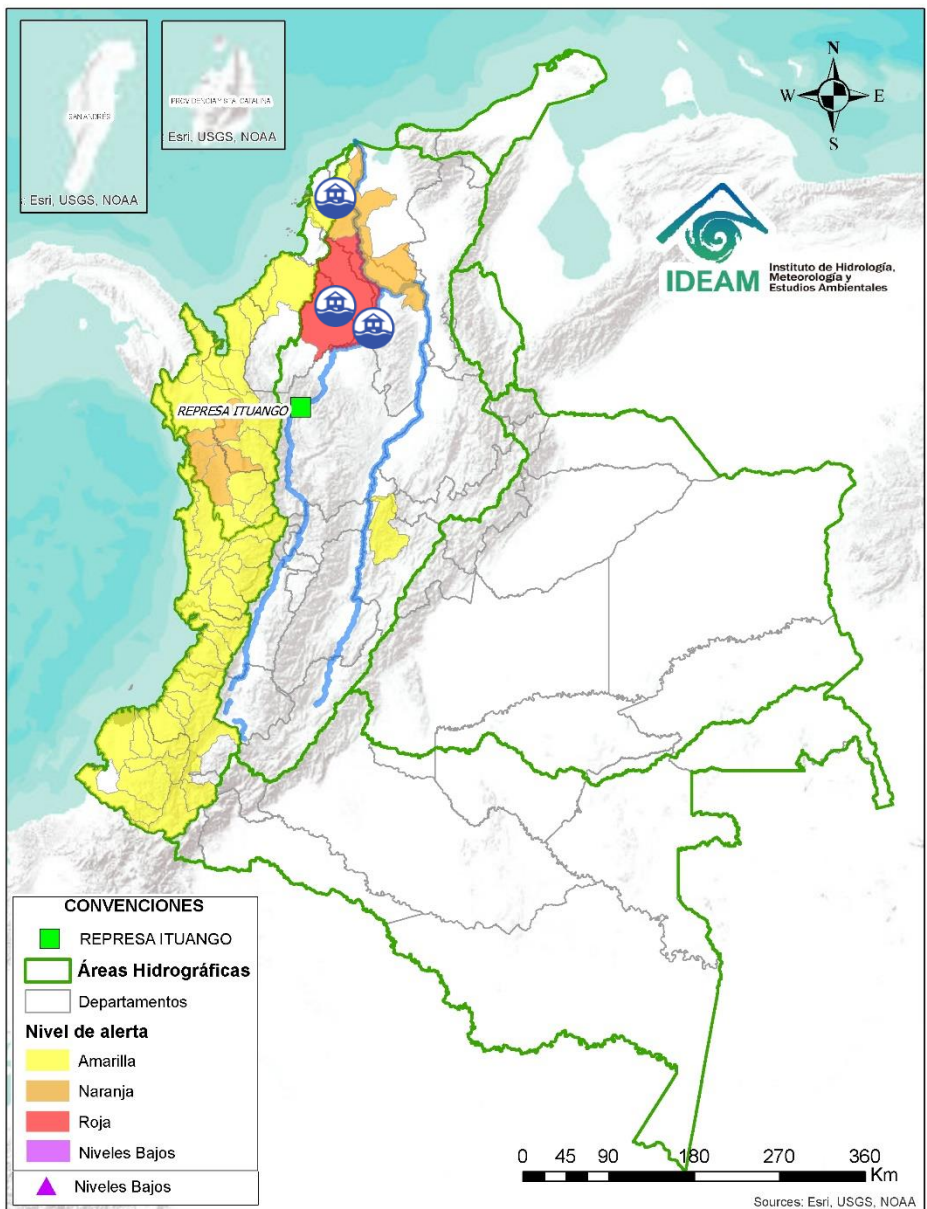 SAN ANDRÉS
: Esri, USGS, NOAA
PROVIDENCIA Y STA. CATALINA
Esri, USGS, NOAA
N
W E
S
IDEAM
Instituto de Hidrología,
Meteorología y
Estudios Ambientales
REPRESA ITUANGO
CONVENCIONES
REPRESA ITUANGO
Áreas Hidrográficas
Departamentos
Nivel de alerta
Amarilla
Naranja
Roja
Niveles Bajos
Niveles Bajos
0 45 90 180 270 360
Km
Sources: Esri, USGS, NOAA